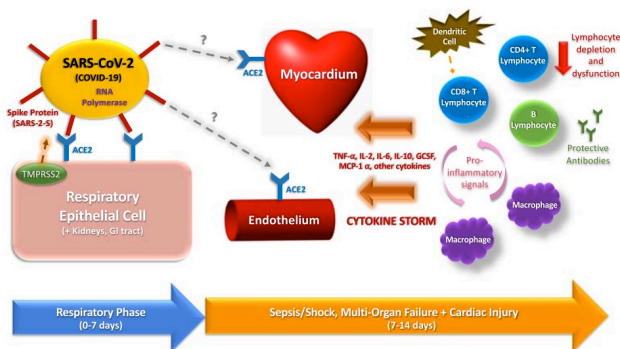 SARS-CoV-2
(COVID-19)
RNA
Polymerase
Spike Protein
(SARS-2-S)
TMPRSS2
ACE2
Respiratory
Epithelial Cell
(+ Kidneys, GI tract)
?
?
ACE2
Myocardium
ACE2
Endothelium
TNF-α, IL-2, IL-6, IL-10, GCSF,
MCP-1 α, other cytokines
CYTOKINE STORM
Dendritic
Cell
CD4+ T
Lymphocyte
Lymphocyte
depletion
and
dysfunction
CD8+ T
Lymphocyte
B
Lymphocyte
Protective
Antibodies
Pro-
inflammatory
signals
Macrophage
Macrophage
Respiratory Phase
(0-7 days)
Sepsis/Shock, Multi-Organ Failure + Cardiac Injury
(7-14 days)